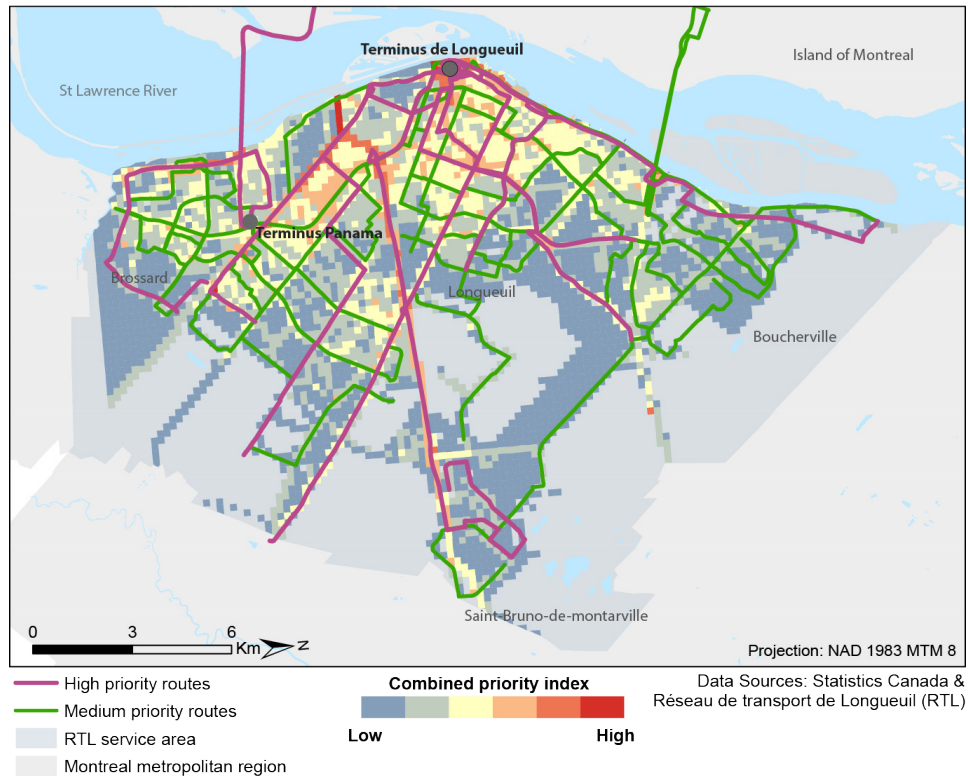 Terminus de Longueuil
Island of Montreal
St Lawrence River
Terminus Panama
Brossard
Longueuil
Boucherville
Saint-Bruno-de-montarville
0 3 6
Km
N
Projection: NAD 1983 MTM 8
High priority routes
Medium priority routes
RTL service area
Montreal metropolitan region
Combined priority index
Low High
Data Sources: Statistics Canada &
Réseau de transport de Longueuil (RTL)